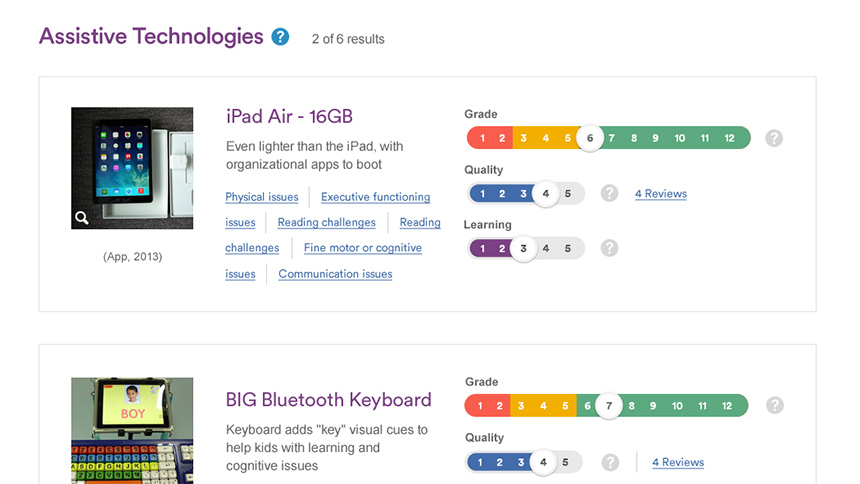 Assistive Technologies ? 2 of 6 results
iPad Air - 16GB
Even lighter than the iPad, with
organizational apps to boot
Physical issues
Executive functioning
issues
Reading challenges
Reading
challenges
Fine motor or cognitive
issues
Communication issues
(App, 2013)
Grade
1 2 3 4 5 6 7 8 9 10 11 12 ?
Quality
1 2 3 4 5 ? 4 Reviews
Learning
1 2 3 4 5 ?
BOY
BIG Bluetooth Keyboard
Keyboard adds "key" visual cues to
help kids with learning and
cognitive issues
Grade
1 2 3 4 5 6 7 8 9 10 11 12 ?
Quality
1 2 3 4 5 ? 4 Reviews